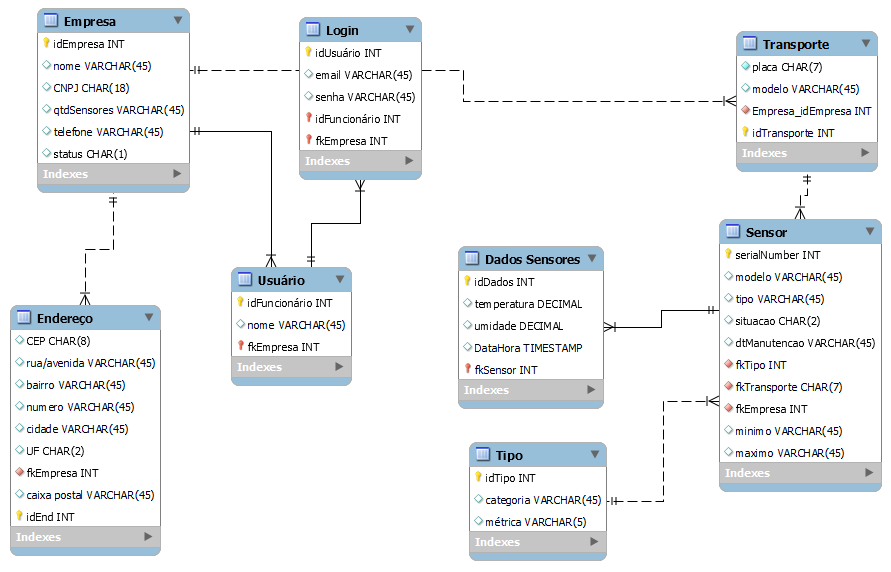 Empresa
idEmpresa INT
nome VARCHAR(45)
CNPJ CHAR(18)
qtdSensores VARCHAR(45)
telefone VARCHAR(45)
status CHAR(1)
Indexes
Login
idUsuário INT
email VARCHAR(45)
senha VARCHAR(45)
idFuncionário INT
fkEmpresa INT
Indexes
Transporte
placa CHAR(7)
modelo VARCHAR(45)
Empresa_idEmpresa INT
idTransporte INT
Indexes
Sensor
serialNumber INT
modelo VARCHAR(45)
tipo VARCHAR(45)
situacao CHAR(2)
dtManutencao VARCHAR(45)
fkTipo INT
fkTransporte CHAR(7)
fkEmpresa INT
minimo VARCHAR(45)
maximo VARCHAR(45)
Indexes
Dados Sensores
idDados INT
temperatura DECIMAL
umidade DECIMAL
DataHora TIMESTAMP
fkSensor INT
Indexes
Usuário
idFuncionário INT
nome VARCHAR(45)
fkEmpresa INT
Indexes
Endereço
CEP CHAR(8)
rua/avenida VARCHAR(45)
bairro VARCHAR(45)
numero VARCHAR(45)
cidade VARCHAR(45)
UF CHAR(2)
fkEmpresa INT
caixa postal VARCHAR(45)
idEnd INT
Indexes
Tipo
idTipo INT
categoria VARCHAR(45)
métrica VARCHAR(5)
Indexes